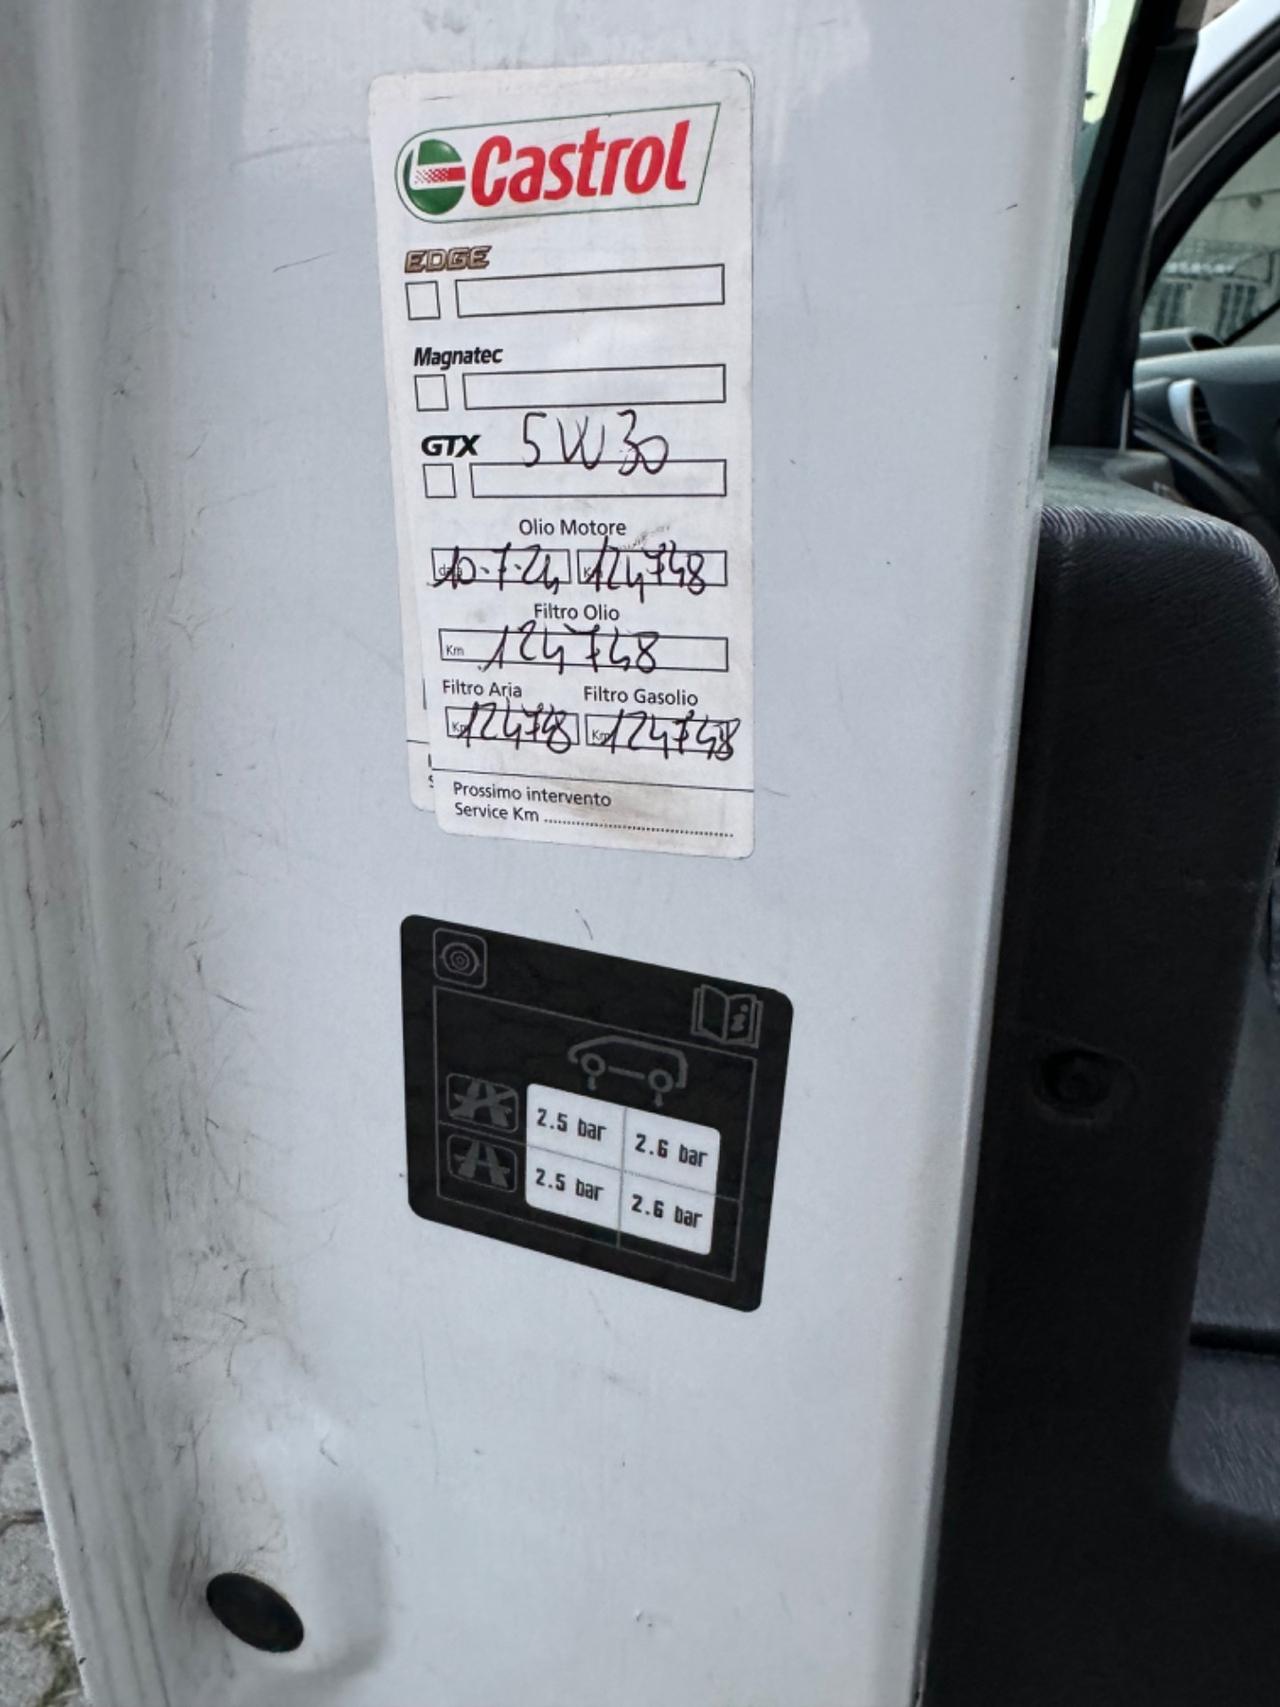 Castrol
EDGE
Magnatec
GTX 5W30
Olio Motore
10-7-24 124748
Filtro Olio
Km 124748
Filtro Aria Filtro Gasolio
Km 124748 Km 124748
Prossimo intervento
Service Km
2.5 bar 2.6 bar
2.5 bar 2.6 bar